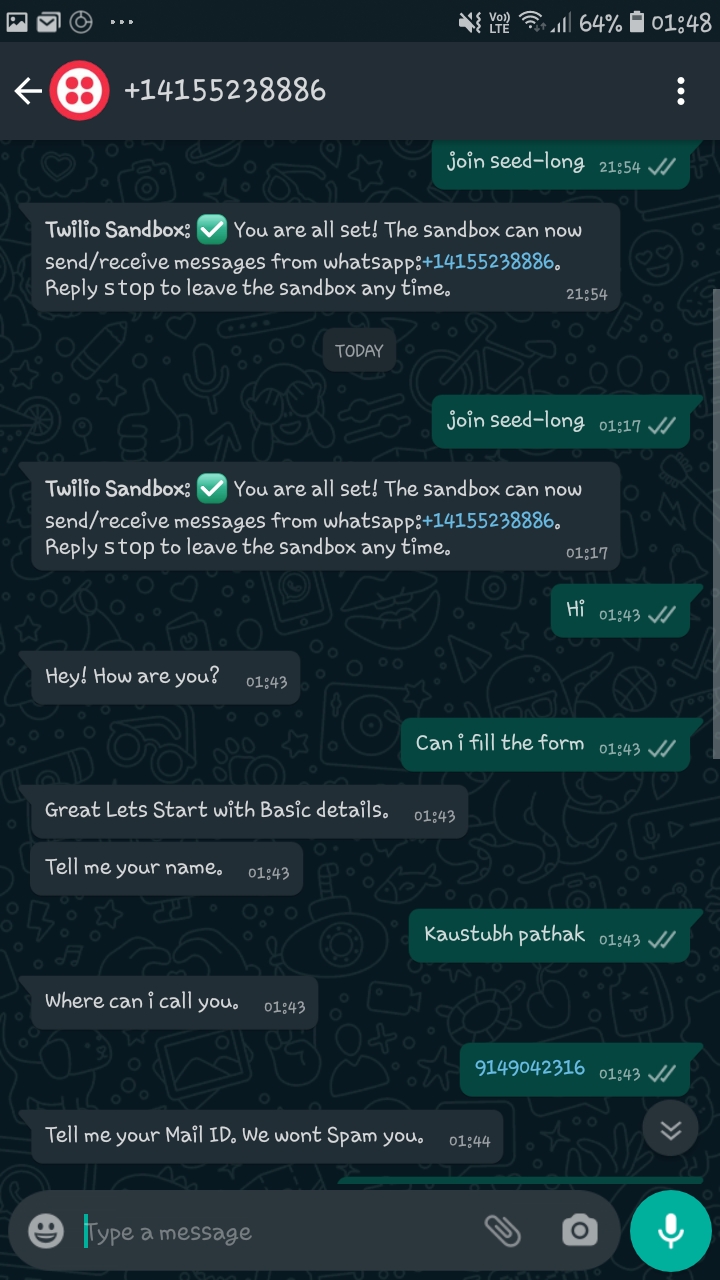 Vo)) LTE 64% 01:48
+14155238886
join seed-long 21:54
Twilio Sandbox: ✅ You are all set! The sandbox can now
send/receive messages from whatsapp:+14155238886.
Reply stop to leave the sandbox any time. 21:54
TODAY
join seed-long 01:17
Twilio Sandbox: ✅ You are all set! The sandbox can now
send/receive messages from whatsapp:+14155238886.
Reply stop to leave the sandbox any time. 01:17
Hi 01:43
Hey! How are you? 01:43
Can i fill the form 01:43
Great Lets Start with Basic details. 01:43
Tell me your name. 01:43
Kaustubh pathak 01:43
Where can i call you. 01:43
9149042316 01:43
Tell me your Mail ID. We wont Spam you. 01:44
Type a message